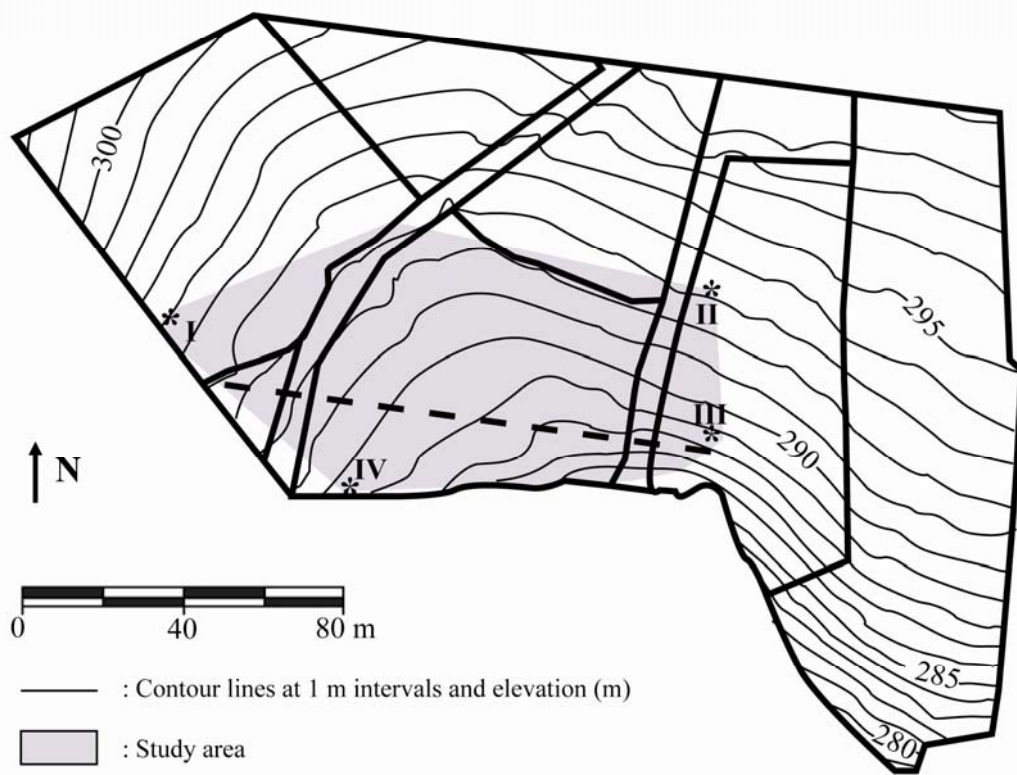 300
295
I
II
III
290
IV
N
0 40 80 m
285
: Contour lines at 1 m intervals and elevation (m)
280
: Study area